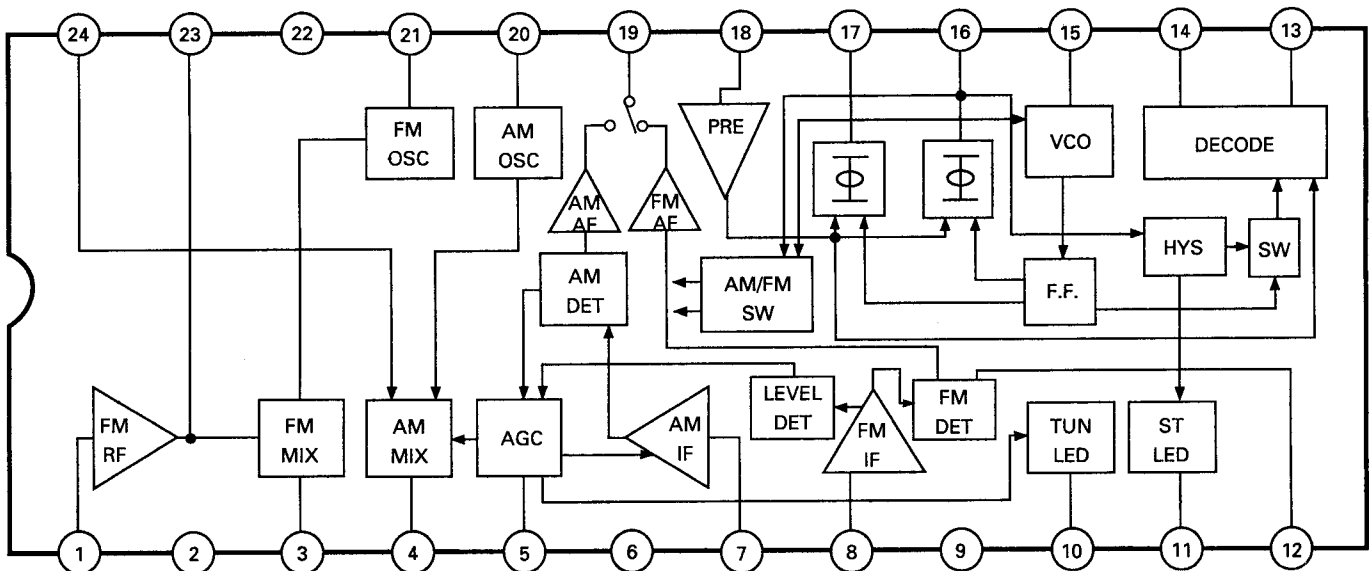 24 23 22 21 20 19 18 17 16 15 14 13
FM
OSC
AM
OSC
PRE
VCO
DECODE
AM
AF
FM
AF
HYS
SW
AM
DET
AM/FM
SW
F.F.
FM
RF
FM
MIX
AM
MIX
AGC
AM
IF
LEVEL
DET
FM
IF
FM
DET
TUN
LED
ST
LED
1 2 3 4 5 6 7 8 9 10 11 12